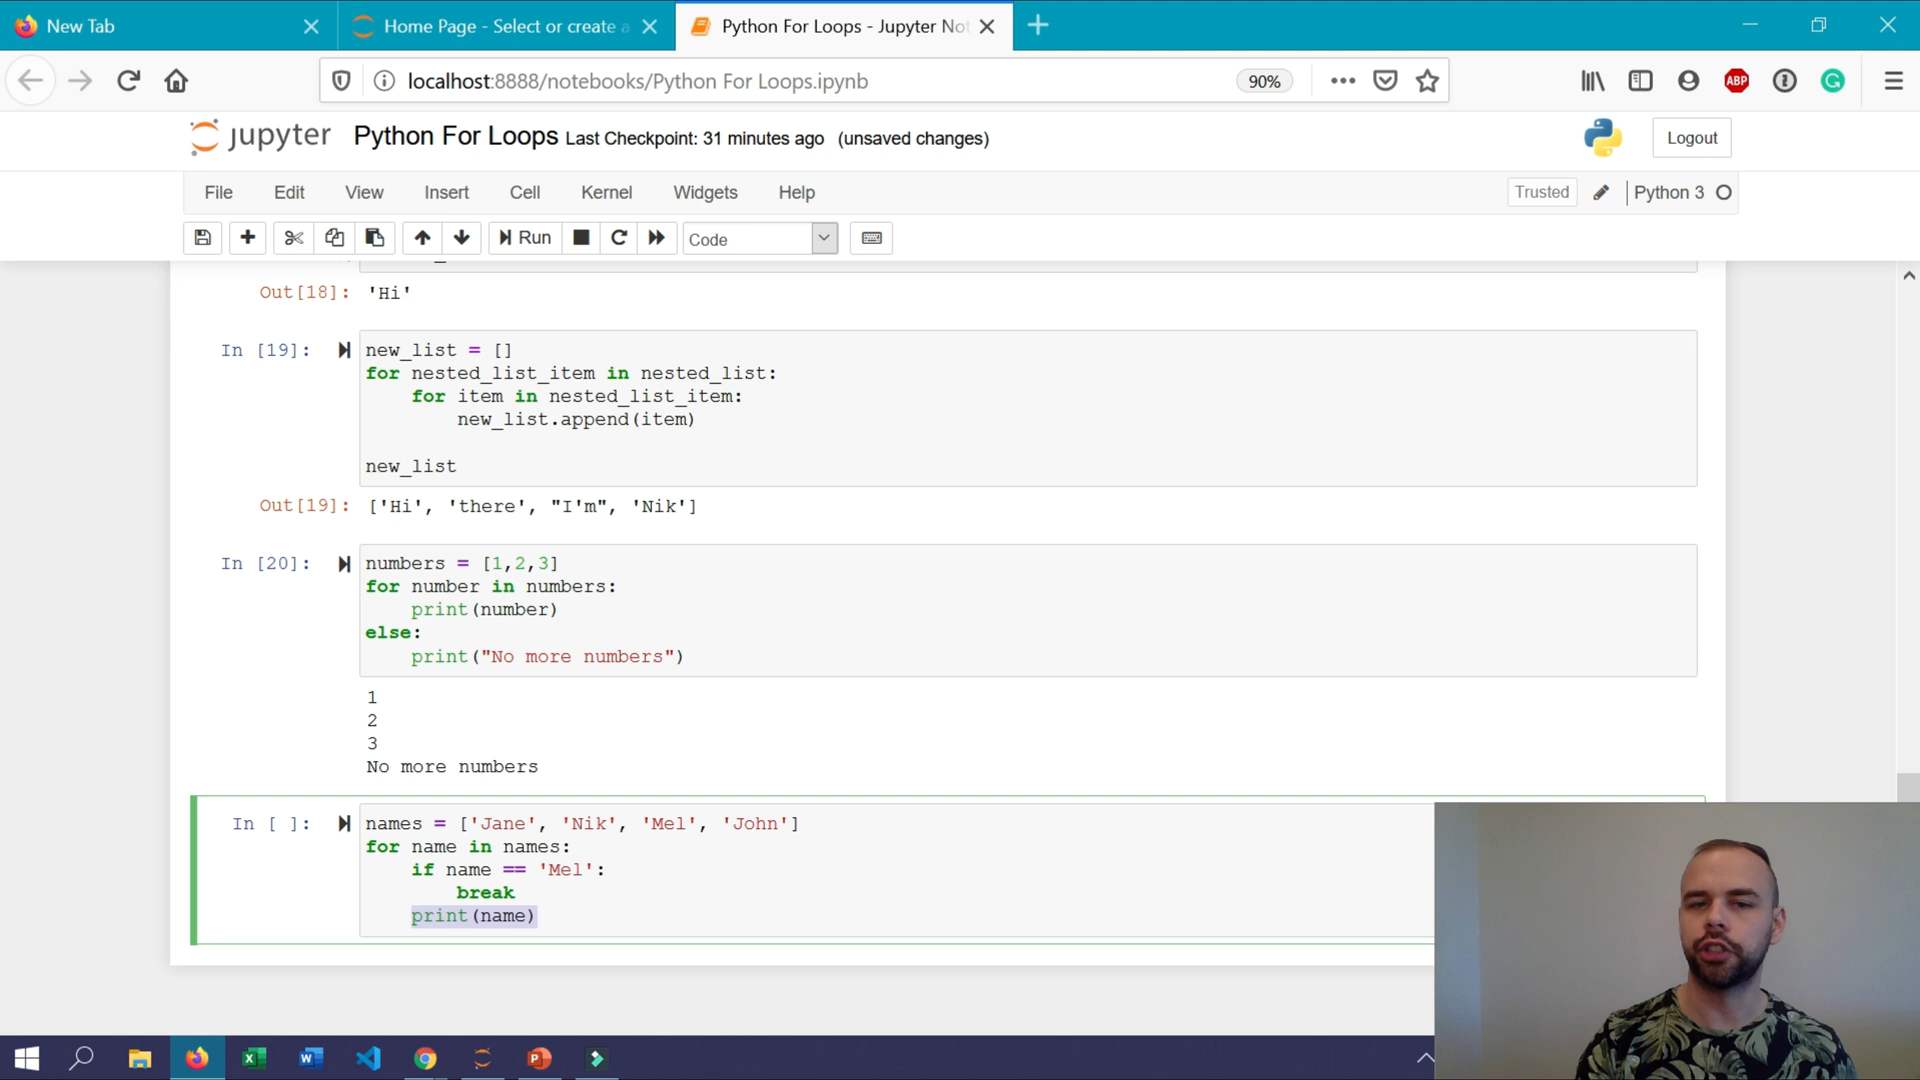 New Tab
Home Page - Select or create a
Python For Loops - Jupyter Not
localhost:8888/notebooks/Python For Loops.ipynb
90%
ABP
jupyter Python For Loops Last Checkpoint: 31 minutes ago (unsaved changes)
Logout
File Edit View Insert Cell Kernel Widgets Help
Trusted Python 3
Run
Code
Out[18]: 'Hi'
In [19]: new_list = []
for nested_list_item in nested_list:
    for item in nested_list_item:
        new_list.append(item)
new_list
Out[19]: ['Hi', 'there', "I'm", 'Nik']
In [20]: numbers = [1,2,3]
for number in numbers:
    print(number)
else:
    print("No more numbers")
1
2
3
No more numbers
In [ ]: names = ['Jane', 'Nik', 'Mel', 'John']
for name in names:
    if name == 'Mel':
        break
    print(name)